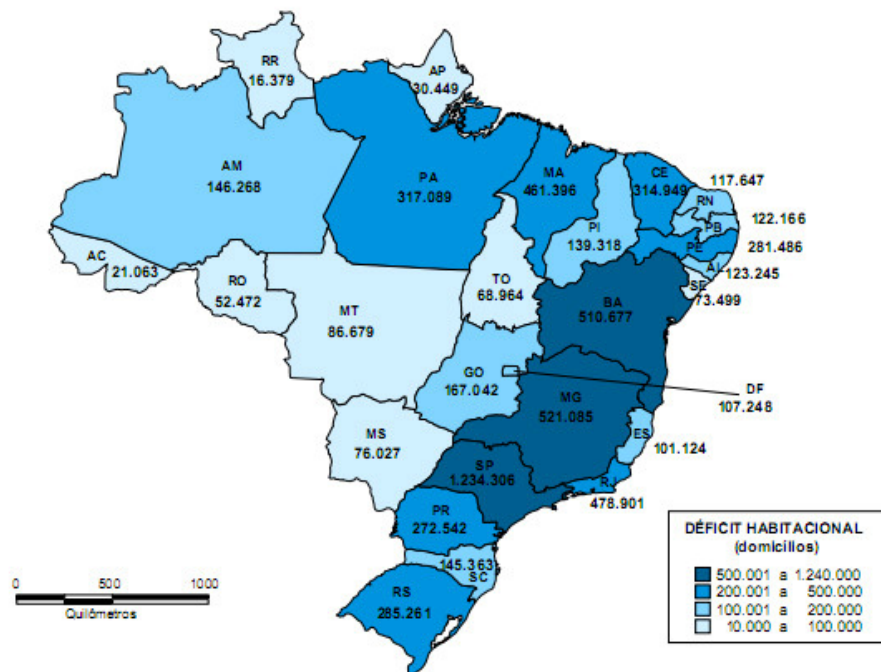 RR
16.379
AP
30.449
AM
146.268
PA
317.089
MA
461.396
CE
314.949
117.647
RN
122.166
PB
PI
139.318
281.486
PE
AL
123.245
SE
73.499
AC
21.063
RO
52.472
TO
68.964
MT
86.679
BA
510.677
GO
167.042
DF
107.248
MG
521.085
ES
101.124
MS
76.027
SP
1.234.306
RJ
478.901
PR
272.542
145.363
SC
RS
285.261
0 500 1000
Quilómetros
DÉFICIT HABITACIONAL
(domicílios)
500.001 a 1.240.000
200.001 a 500.000
100.001 a 200.000
10.000 a 100.000